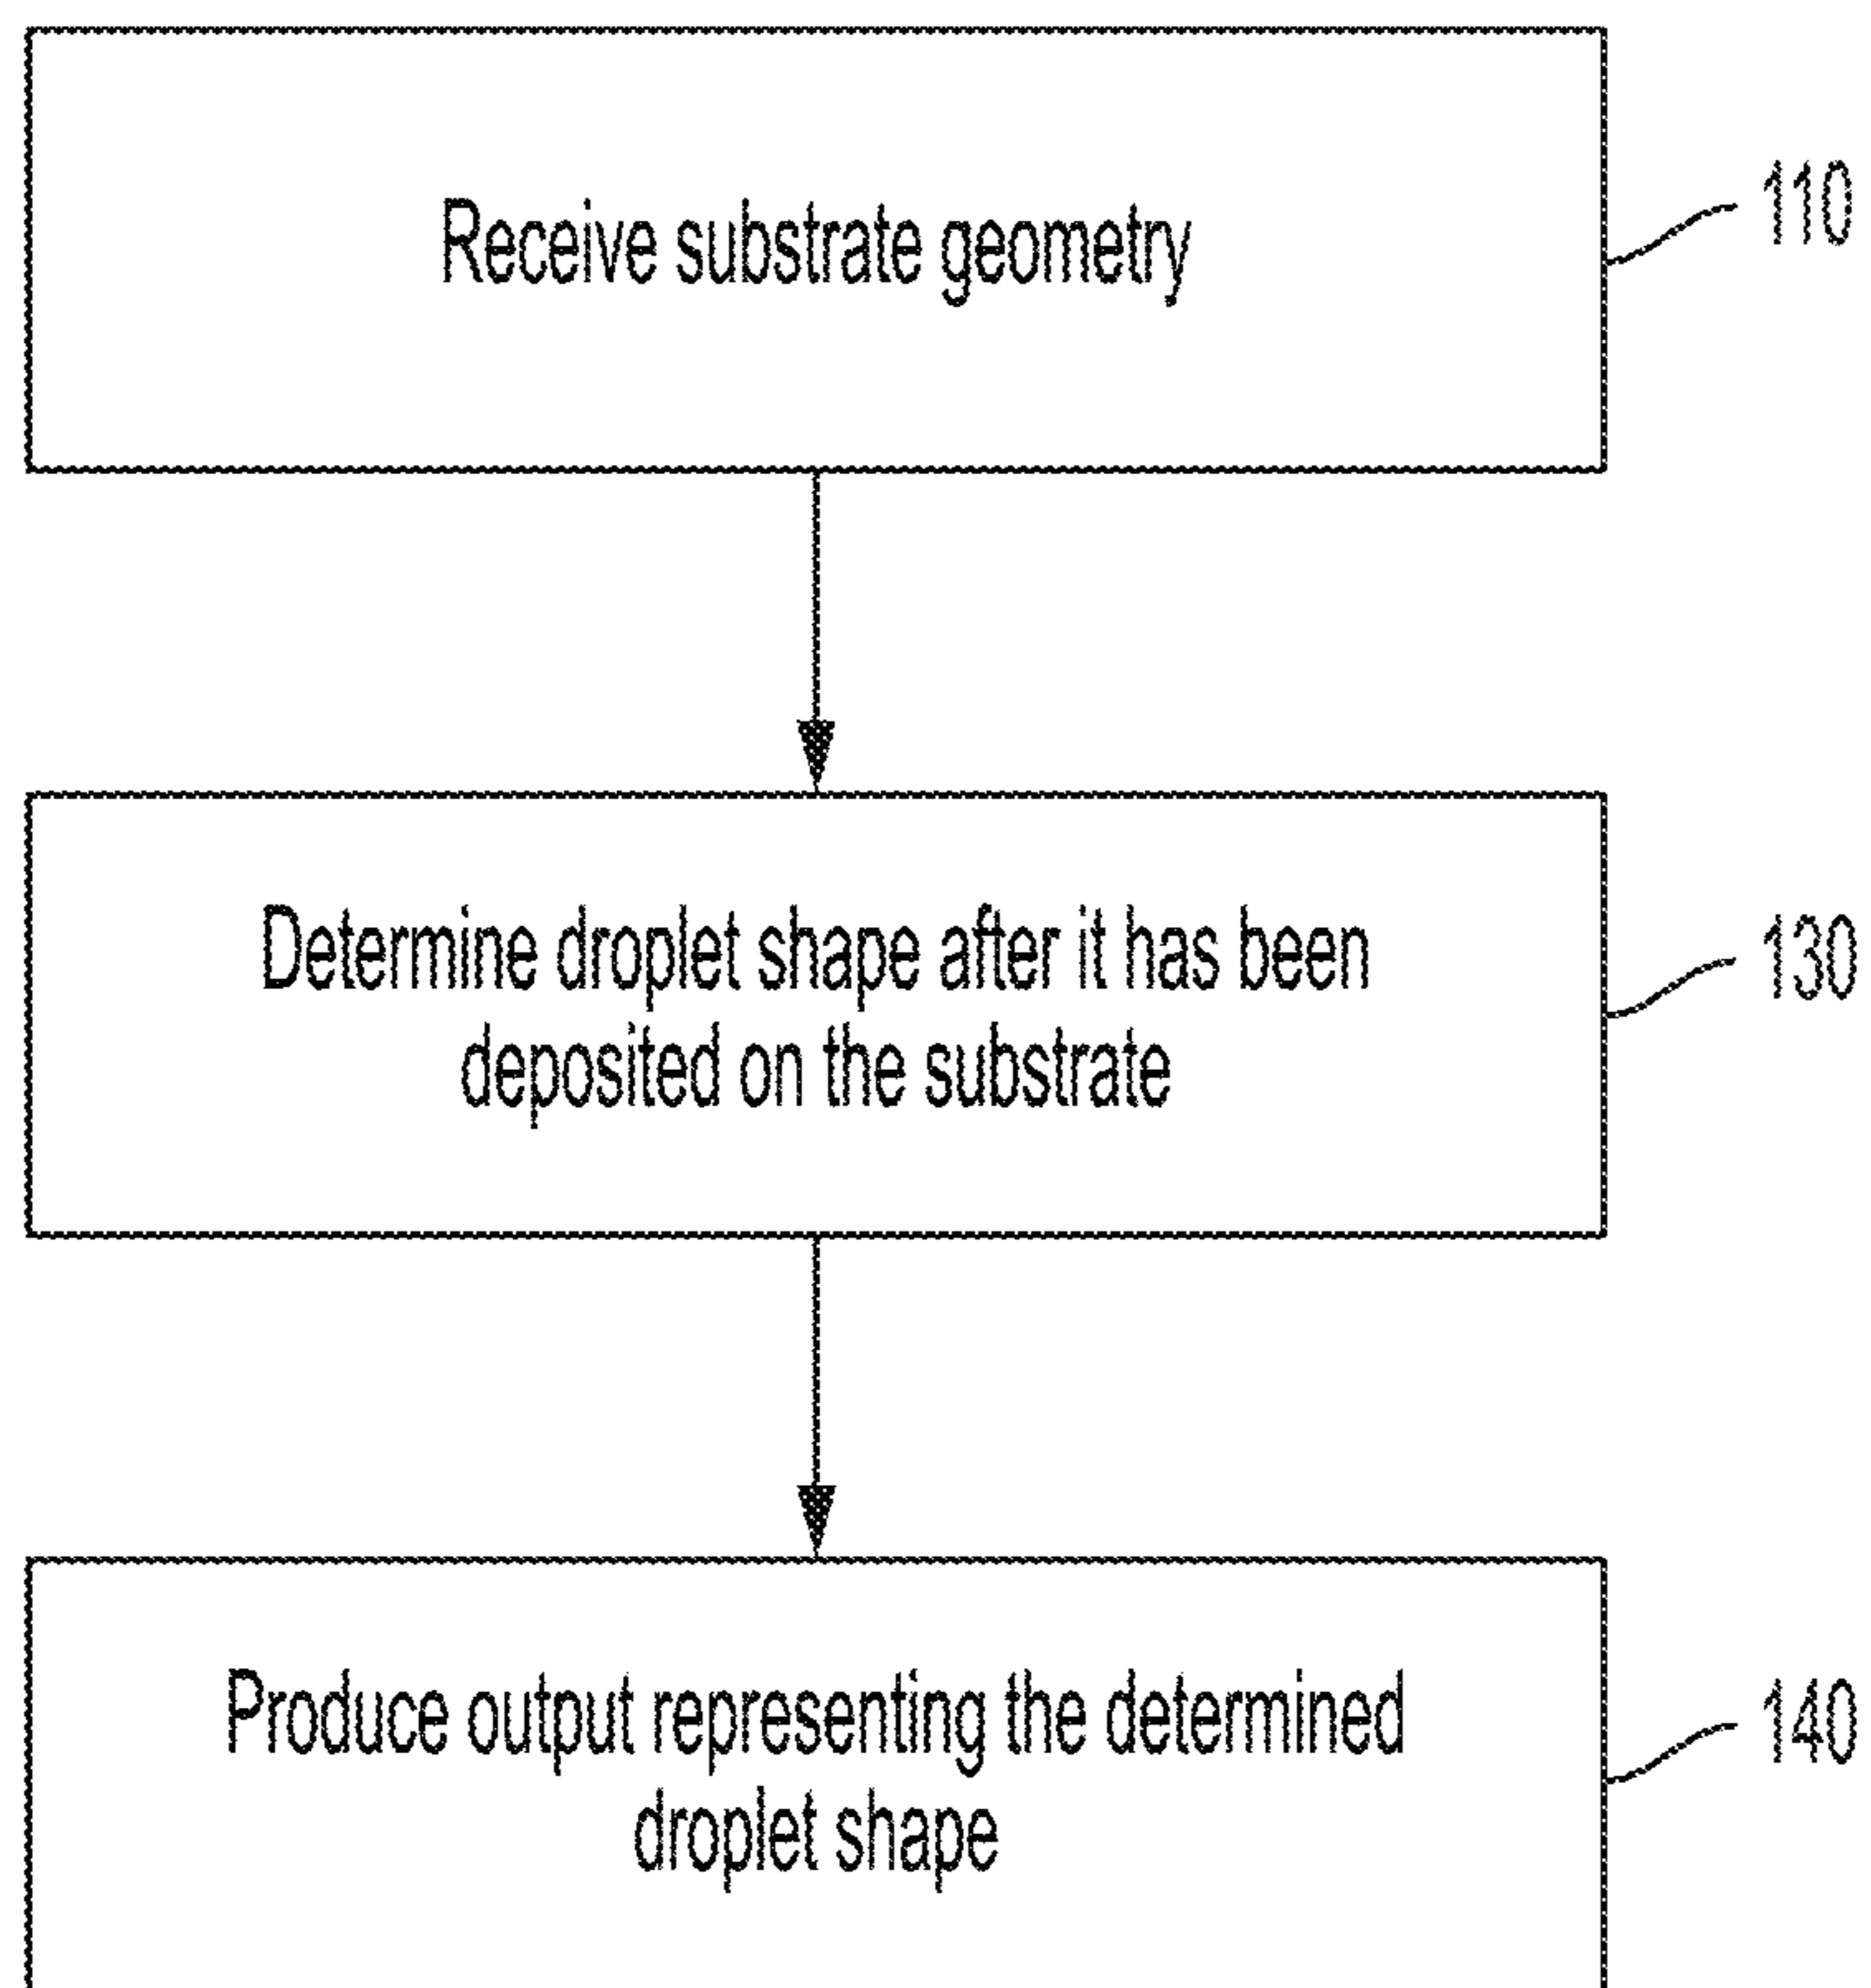 Receive substrate geometry
110
Determine droplet shape after it has been
deposited on the substrate
130
Produce output representing the determined
droplet shape
140